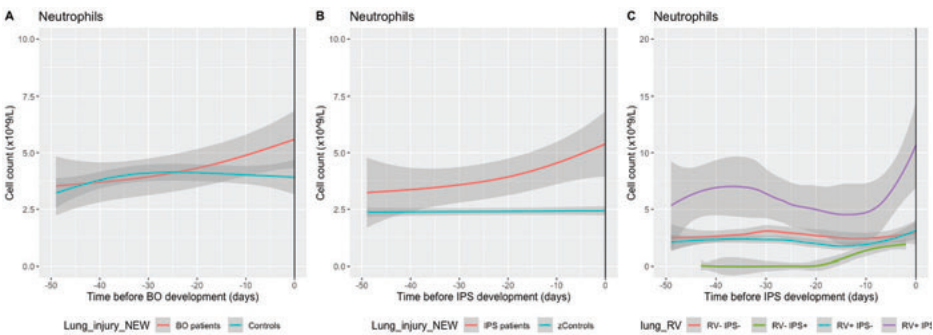 A Neutrophils
Cell count (x10^9/L)
10.0
7.5
5.0
2.5
0.0
-50 -40 -30 -20 -10 0
Time before BO development (days)
Lung_injury_NEW BO patients Controls
B Neutrophils
Cell count (x10^9/L)
10.0
7.5
5.0
2.5
0.0
-50 -40 -30 -20 -10 0
Time before IPS development (days)
Lung_injury_NEW IPS patients zControls
C Neutrophils
Cell count (x10^9/L)
20
15
10
5
0
-50 -40 -30 -20 -10 0
Time before IPS development (days)
lung_RV RV- IPS- RV- IPS+ RV+ IPS- RV+ IPS